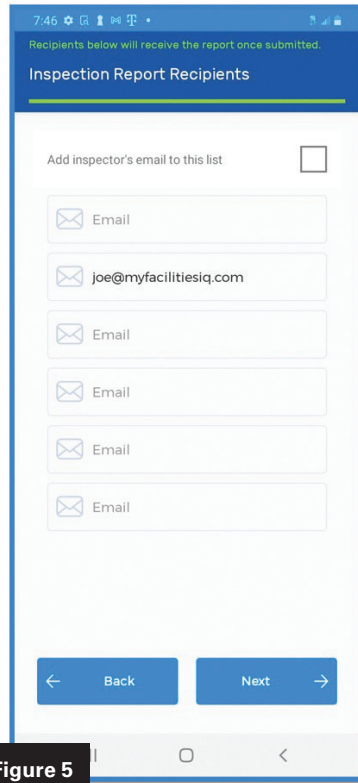 7:46
Recipients below will receive the report once submitted.
Inspection Report Recipients
Add inspector's email to this list
Email
joe@myfacilitiesiq.com
Email
Email
Email
Email
Back
Next
Figure 5